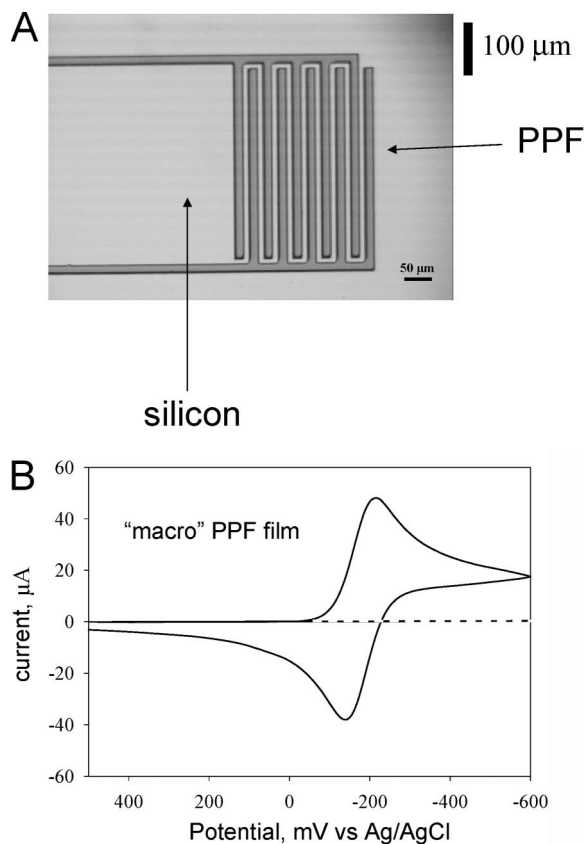 A
100 μm
PPF
50 μm
silicon
B
"macro" PPF film
60
40
20
0
-20
-40
-60
current, μA
400
200
0
-200
-400
-600
Potential, mV vs Ag/AgCl